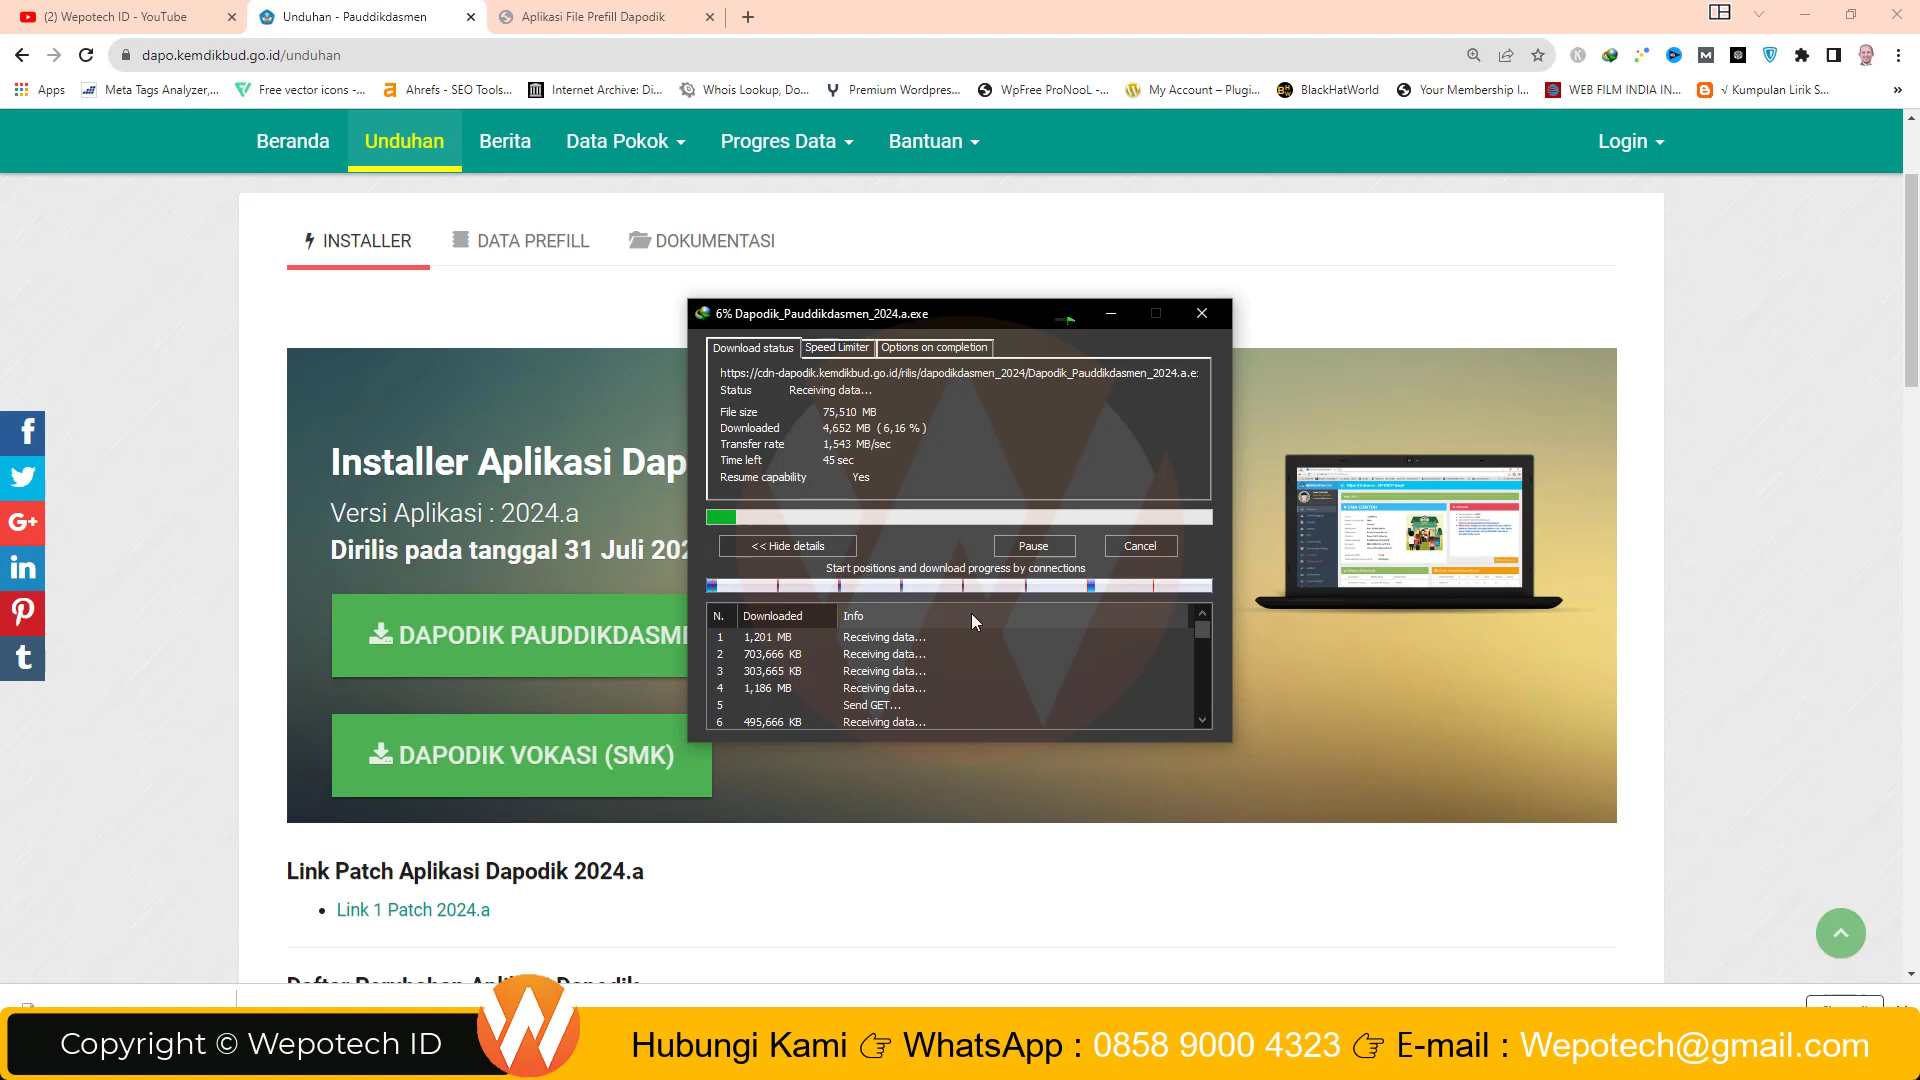 (2) Wepotech ID - YouTube
Unduhan - Pauddikdasmen
Aplikasi File Prefill Dapodik
dapo.kemdikbud.go.id/unduhan
Apps
Meta Tags Analyzer,...
Free vector icons -...
Ahrefs - SEO Tools...
Internet Archive: Di...
Whois Lookup, Do...
Premium Wordpres...
WpFree ProNooL -...
My Account – Plugi...
BlackHatWorld
Your Membership I...
WEB FILM INDIA IN...
√ Kumpulan Lirik S...
Beranda
Unduhan
Berita
Data Pokok
Progres Data
Bantuan
Login
INSTALLER
DATA PREFILL
DOKUMENTASI
6% Dapodik_Pauddikdasmen_2024.a.exe
Download status
Speed Limiter
Options on completion
https://cdn-dapodik.kemdikbud.go.id/rilis/dapodikdasmen_2024/Dapodik_Pauddikdasmen_2024.a.e
Status Receiving data...
File size 75,510 MB
Downloaded 4,652 MB ( 6,16 % )
Transfer rate 1,543 MB/sec
Time left 45 sec
Resume capability Yes
<< Hide details
Pause
Cancel
Start positions and download progress by connections
N. Downloaded Info
1 1,201 MB Receiving data...
2 703,666 KB Receiving data...
3 303,665 KB Receiving data...
4 1,186 MB Receiving data...
5 Send GET...
6 495,666 KB Receiving data...
Installer Aplikasi Dap
Versi Aplikasi : 2024.a
Dirilis pada tanggal 31 Juli 202
DAPODIK PAUDDIKDASME
DAPODIK VOKASI (SMK)
Link Patch Aplikasi Dapodik 2024.a
Link 1 Patch 2024.a
Daftar Perubahan Aplikasi Dapodik
Copyright © Wepotech ID
Hubungi Kami 👉 WhatsApp : 0858 9000 4323 👉 E-mail : Wepotech@gmail.com